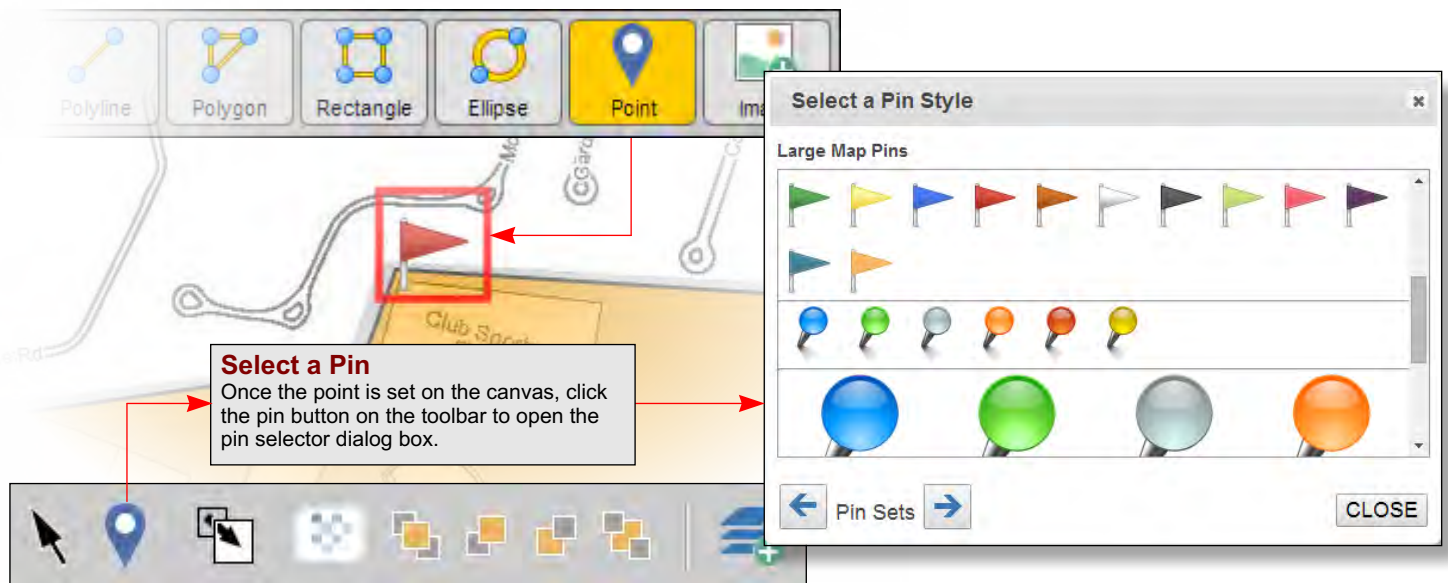 Polyline
Polygon
Rectangle
Ellipse
Point
Select a Pin Style
Large Map Pins
Club
Select a Pin
Once the point is set on the canvas, click
the pin button on the toolbar to open the
pin selector dialog box.
Pin Sets
CLOSE